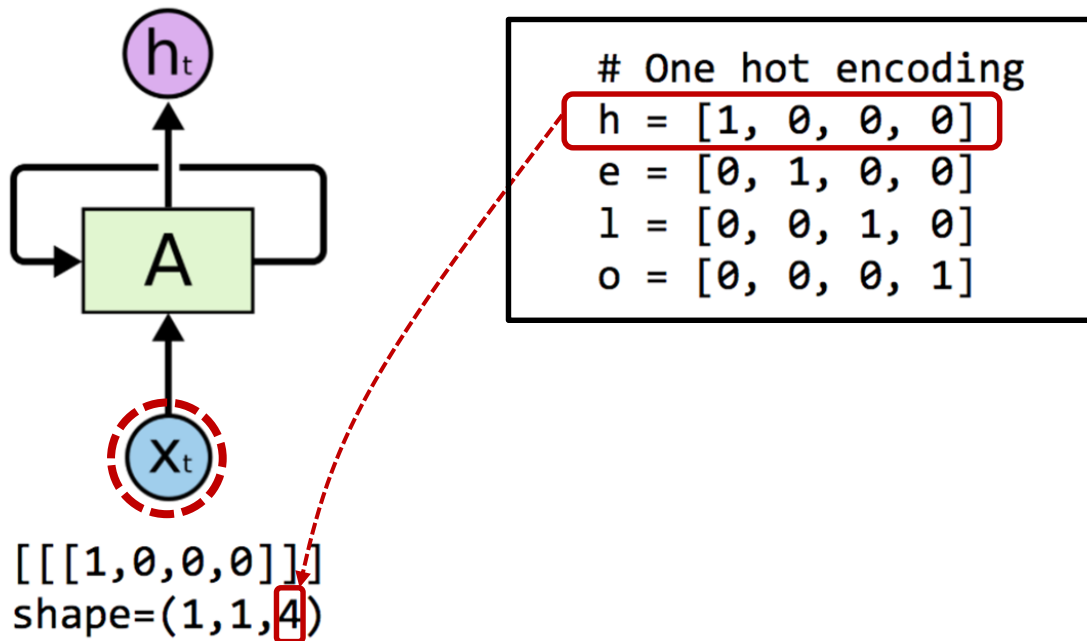 ht
A
xt
[[[1,0,0,0]]]
shape=(1,1,4)
# One hot encoding
h = [1, 0, 0, 0]
e = [0, 1, 0, 0]
l = [0, 0, 1, 0]
o = [0, 0, 0, 1]